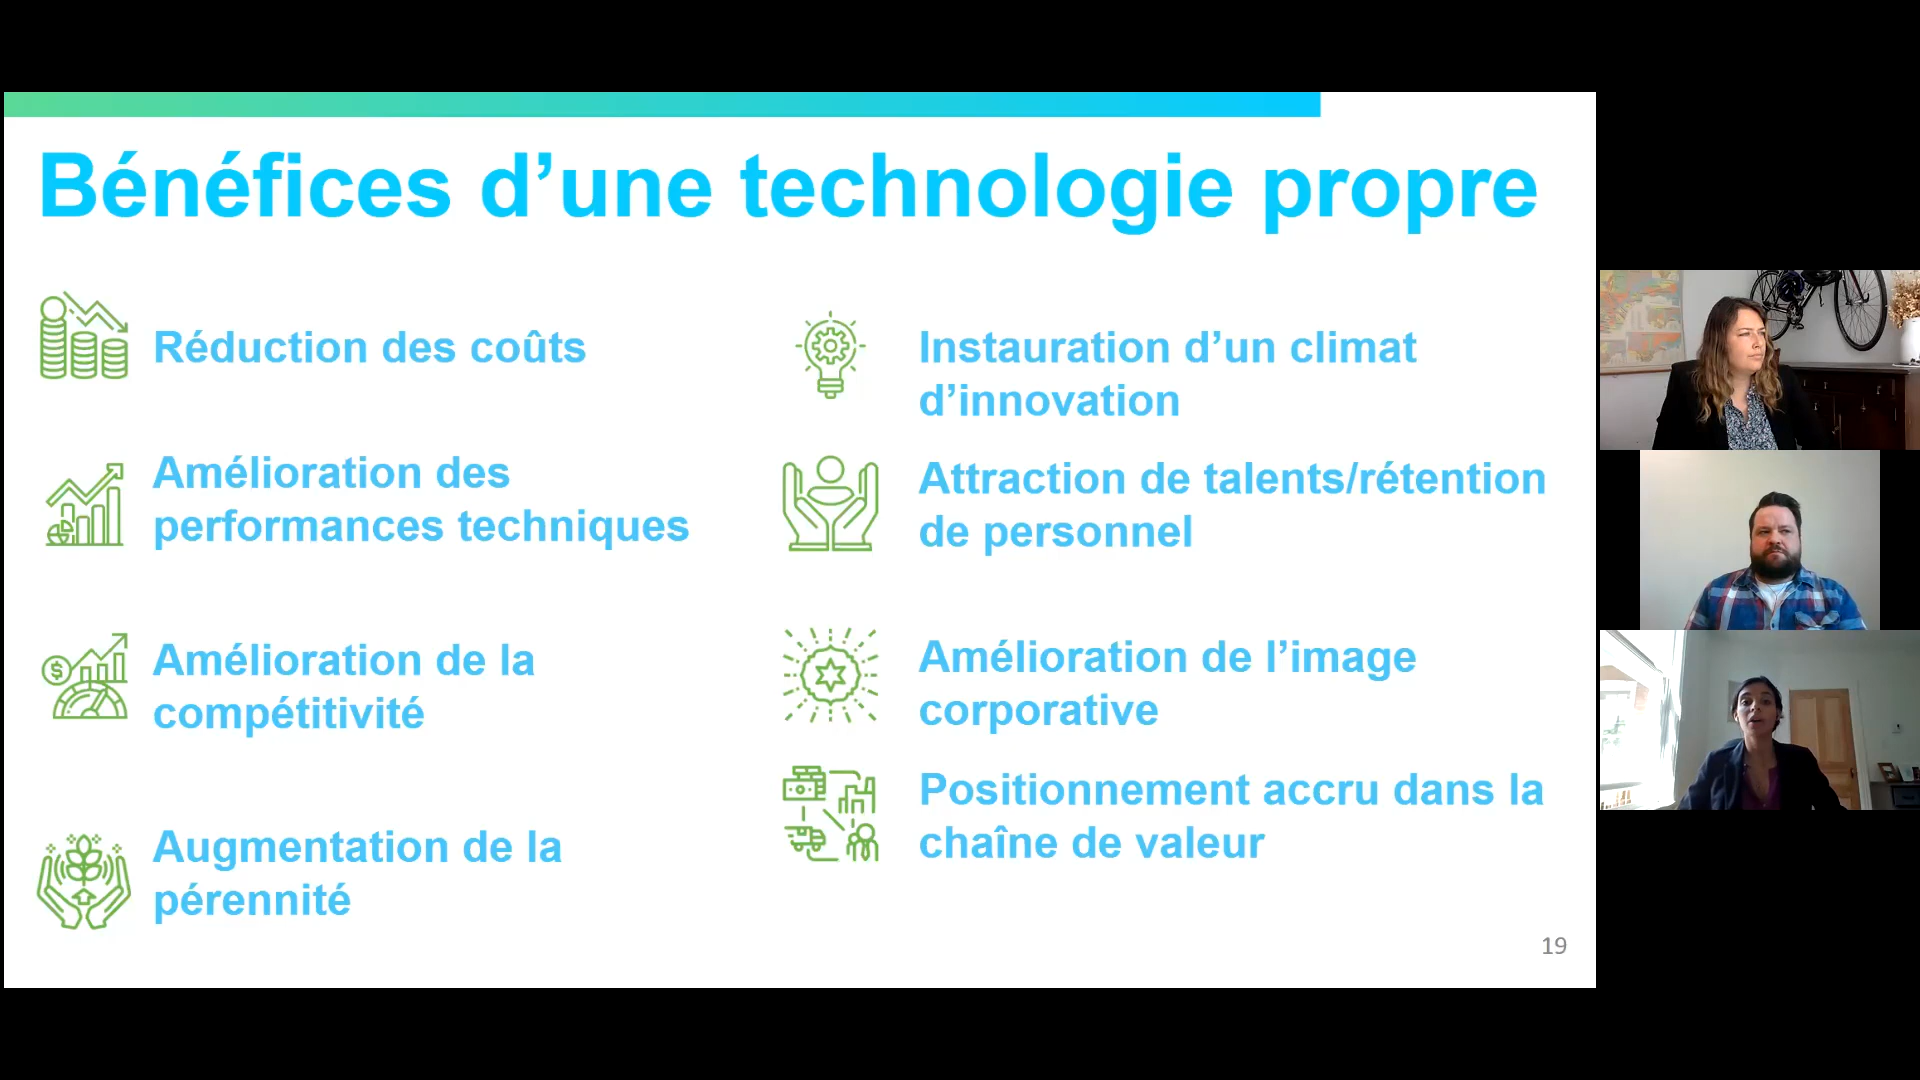 Bénéfices d’une technologie propre
Réduction des coûts
Amélioration des
performances techniques
Amélioration de la
compétitivité
Augmentation de la
pérennité
Instauration d’un climat
d’innovation
Attraction de talents/rétention
de personnel
Amélioration de l’image
corporative
Positionnement accru dans la
chaîne de valeur
19